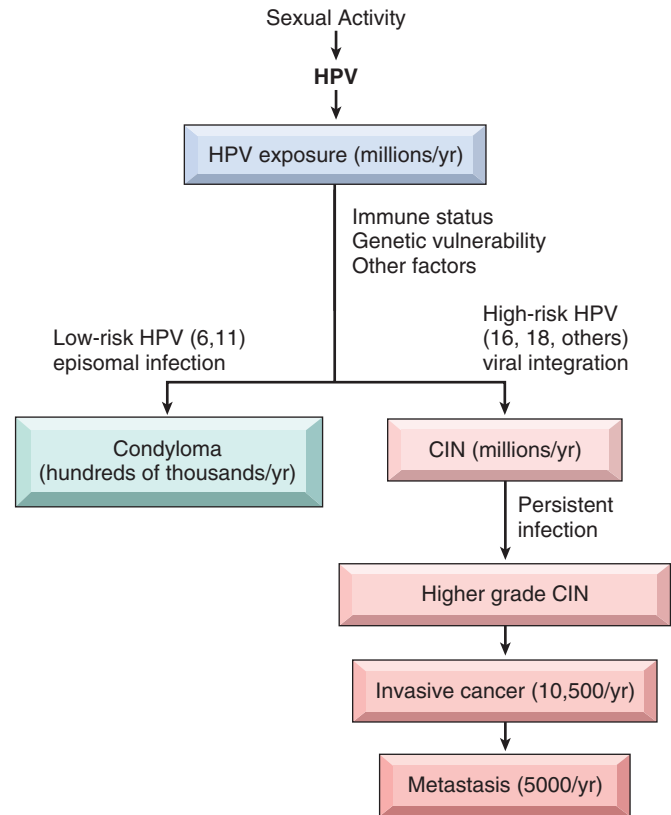 Sexual Activity
HPV
HPV exposure (millions/yr)
Immune status
Genetic vulnerability
Other factors
Low-risk HPV (6,11)
episomal infection
High-risk HPV
(16, 18, others)
viral integration
Condyloma
(hundreds of thousands/yr)
CIN (millions/yr)
Persistent
infection
Higher grade CIN
Invasive cancer (10,500/yr)
Metastasis (5000/yr)